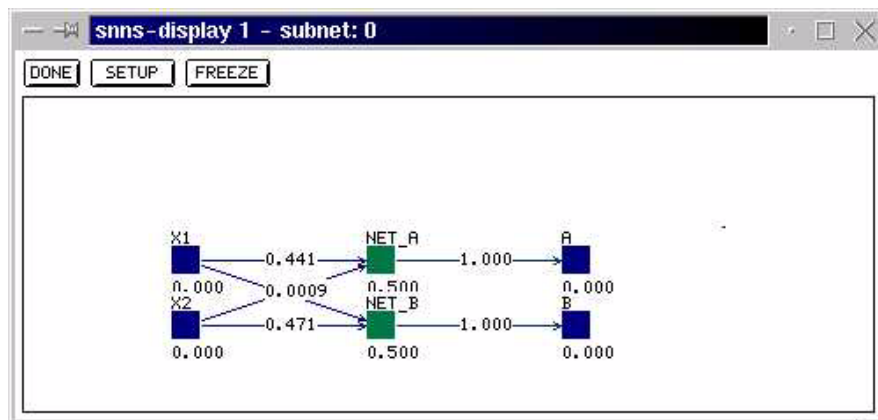 snns-display 1 - subnet: 0
DONE SETUP FREEZE
X1 NET_A A
0.441 1.000
0.000 0.0009 0.500 0.000
X2 NET_B B
0.471 1.000
0.000 0.500 0.000